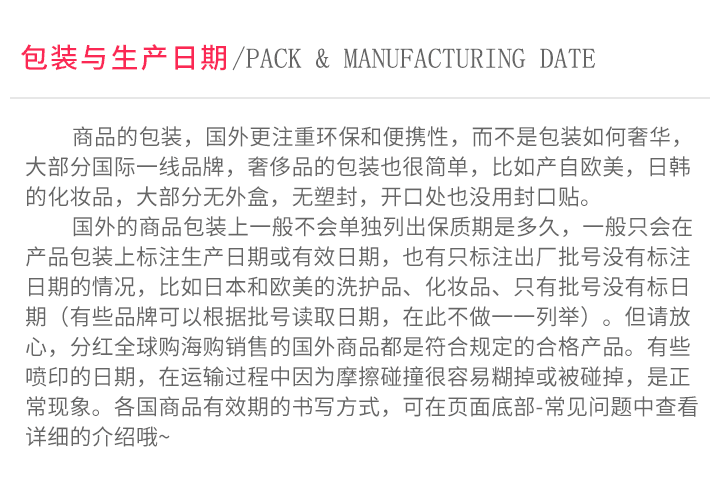 包装与生产日期/PACK & MANUFACTURING DATE
商品的包装，国外更注重环保和便携性，而不是包装如何奢华，
大部分国际一线品牌，奢侈品的包装也很简单，比如产自欧美，日韩
的化妆品，大部分无外盒，无塑封，开口处也没用封口贴。
国外的商品包装上一般不会单独列出保质期是多久，一般只会在
产品包装上标注生产日期或有效日期，也有只标注出厂批号没有标注
日期的情况，比如日本和欧美的洗护品、化妆品、只有批号没有标日
期（有些品牌可以根据批号读取日期，在此不做一一列举）。但请放
心，分红全球购海购销售的国外商品都是符合规定的合格产品。有些
喷印的日期，在运输过程中因为摩擦碰撞很容易糊掉或被碰掉，是正
常现象。各国商品有效期的书写方式，可在页面底部-常见问题中查看
详细的介绍哦~